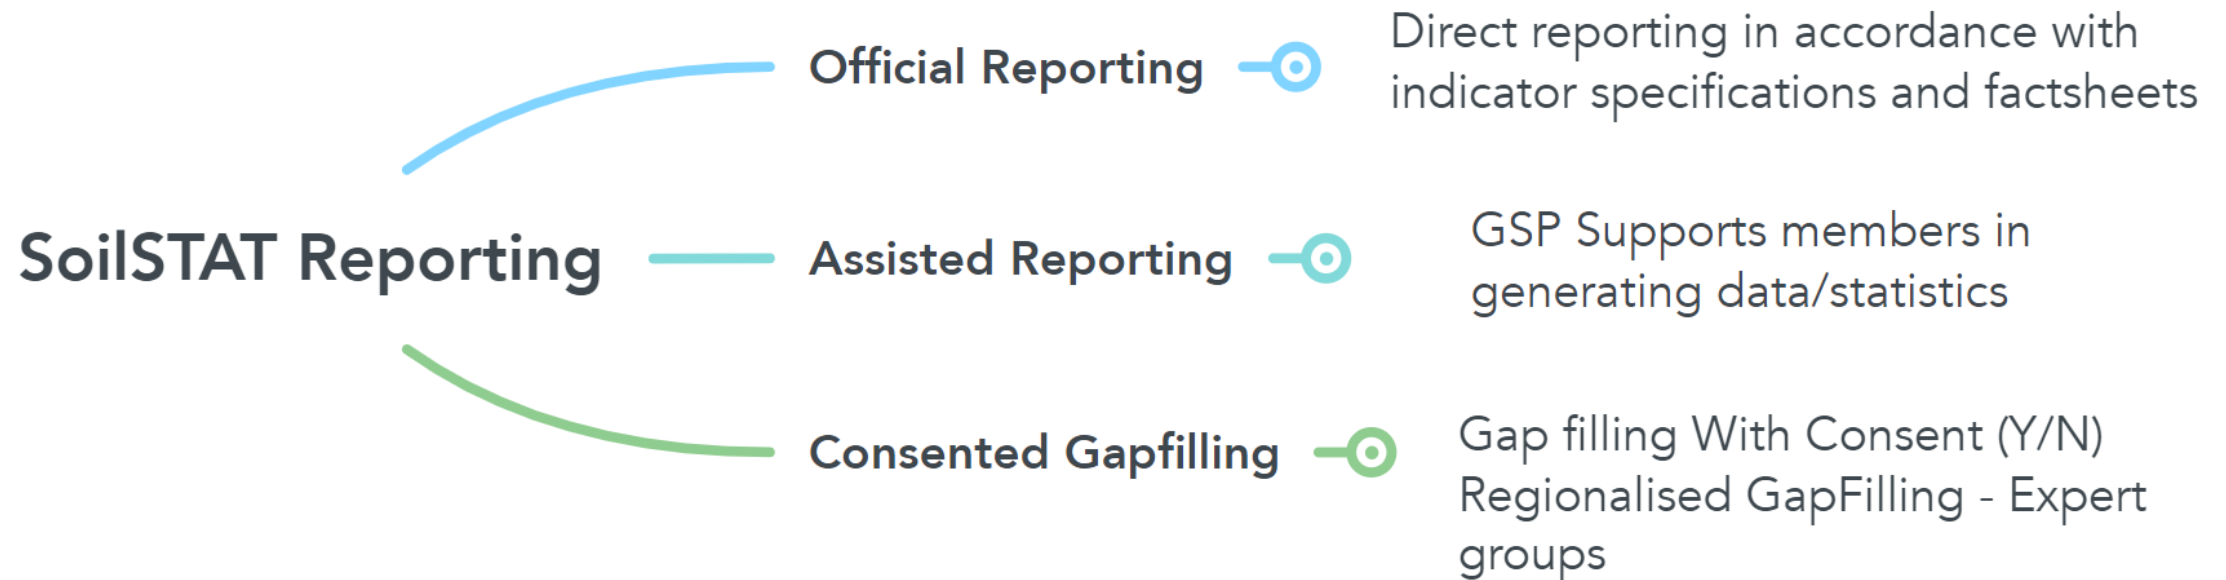 SoilSTAT Reporting
Official Reporting
Direct reporting in accordance with
indicator specifications and factsheets
Assisted Reporting
GSP Supports members in
generating data/statistics
Consented Gapfilling
Gap filling With Consent (Y/N)
Regionalised GapFilling - Expert
groups